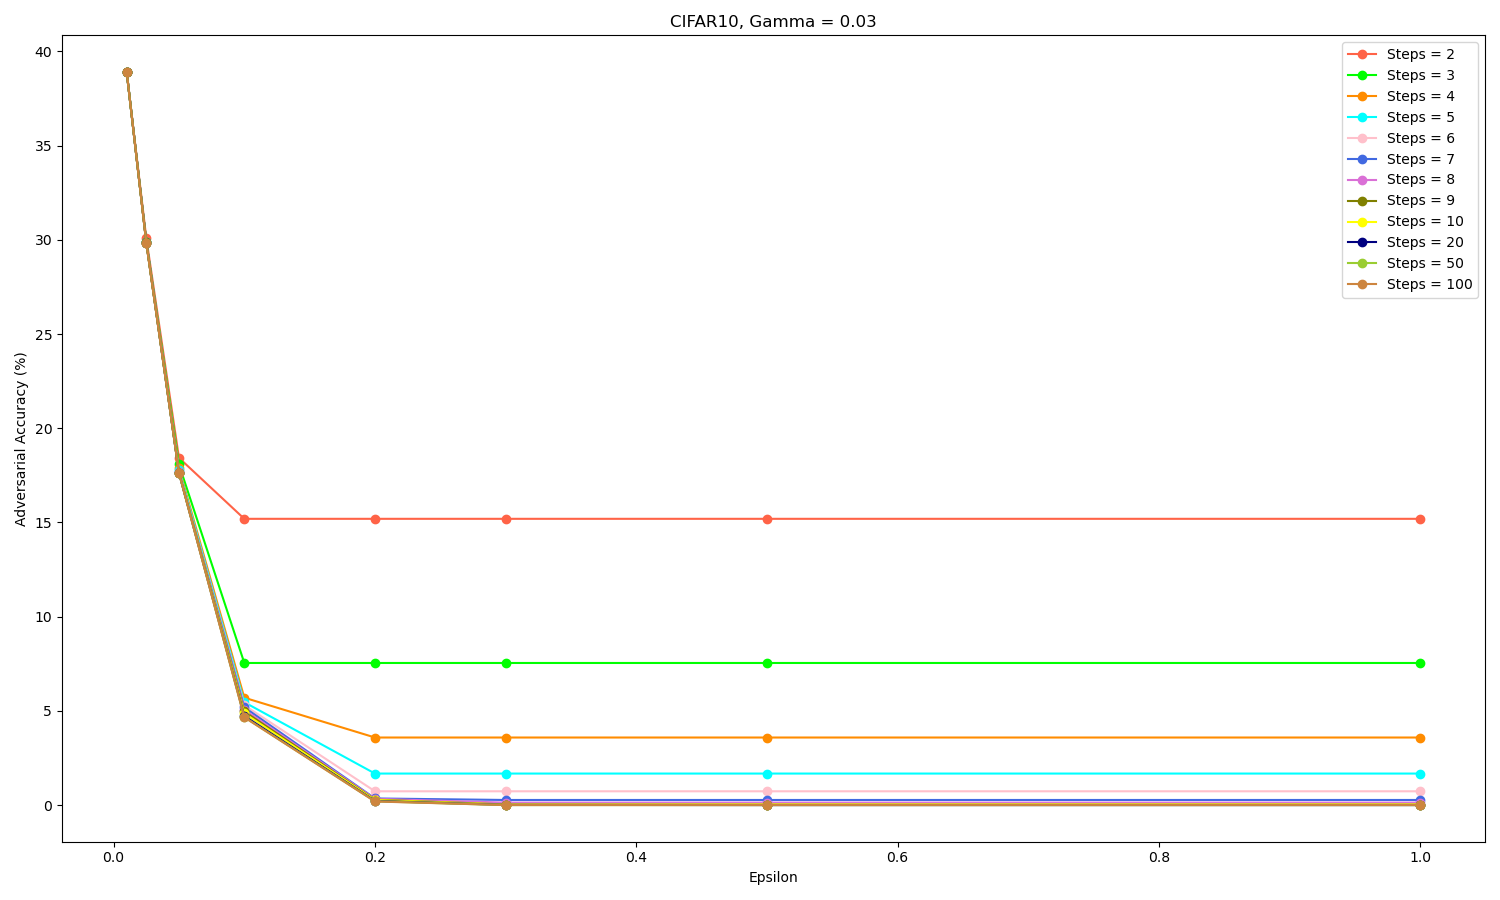 CIFAR10, Gamma = 0.03
40
35
30
25
20
15
10
5
0
Adversarial Accuracy (%)
0.0
0.2
0.4
0.6
0.8
1.0
Epsilon
Steps = 2
Steps = 3
Steps = 4
Steps = 5
Steps = 6
Steps = 7
Steps = 8
Steps = 9
Steps = 10
Steps = 20
Steps = 50
Steps = 100